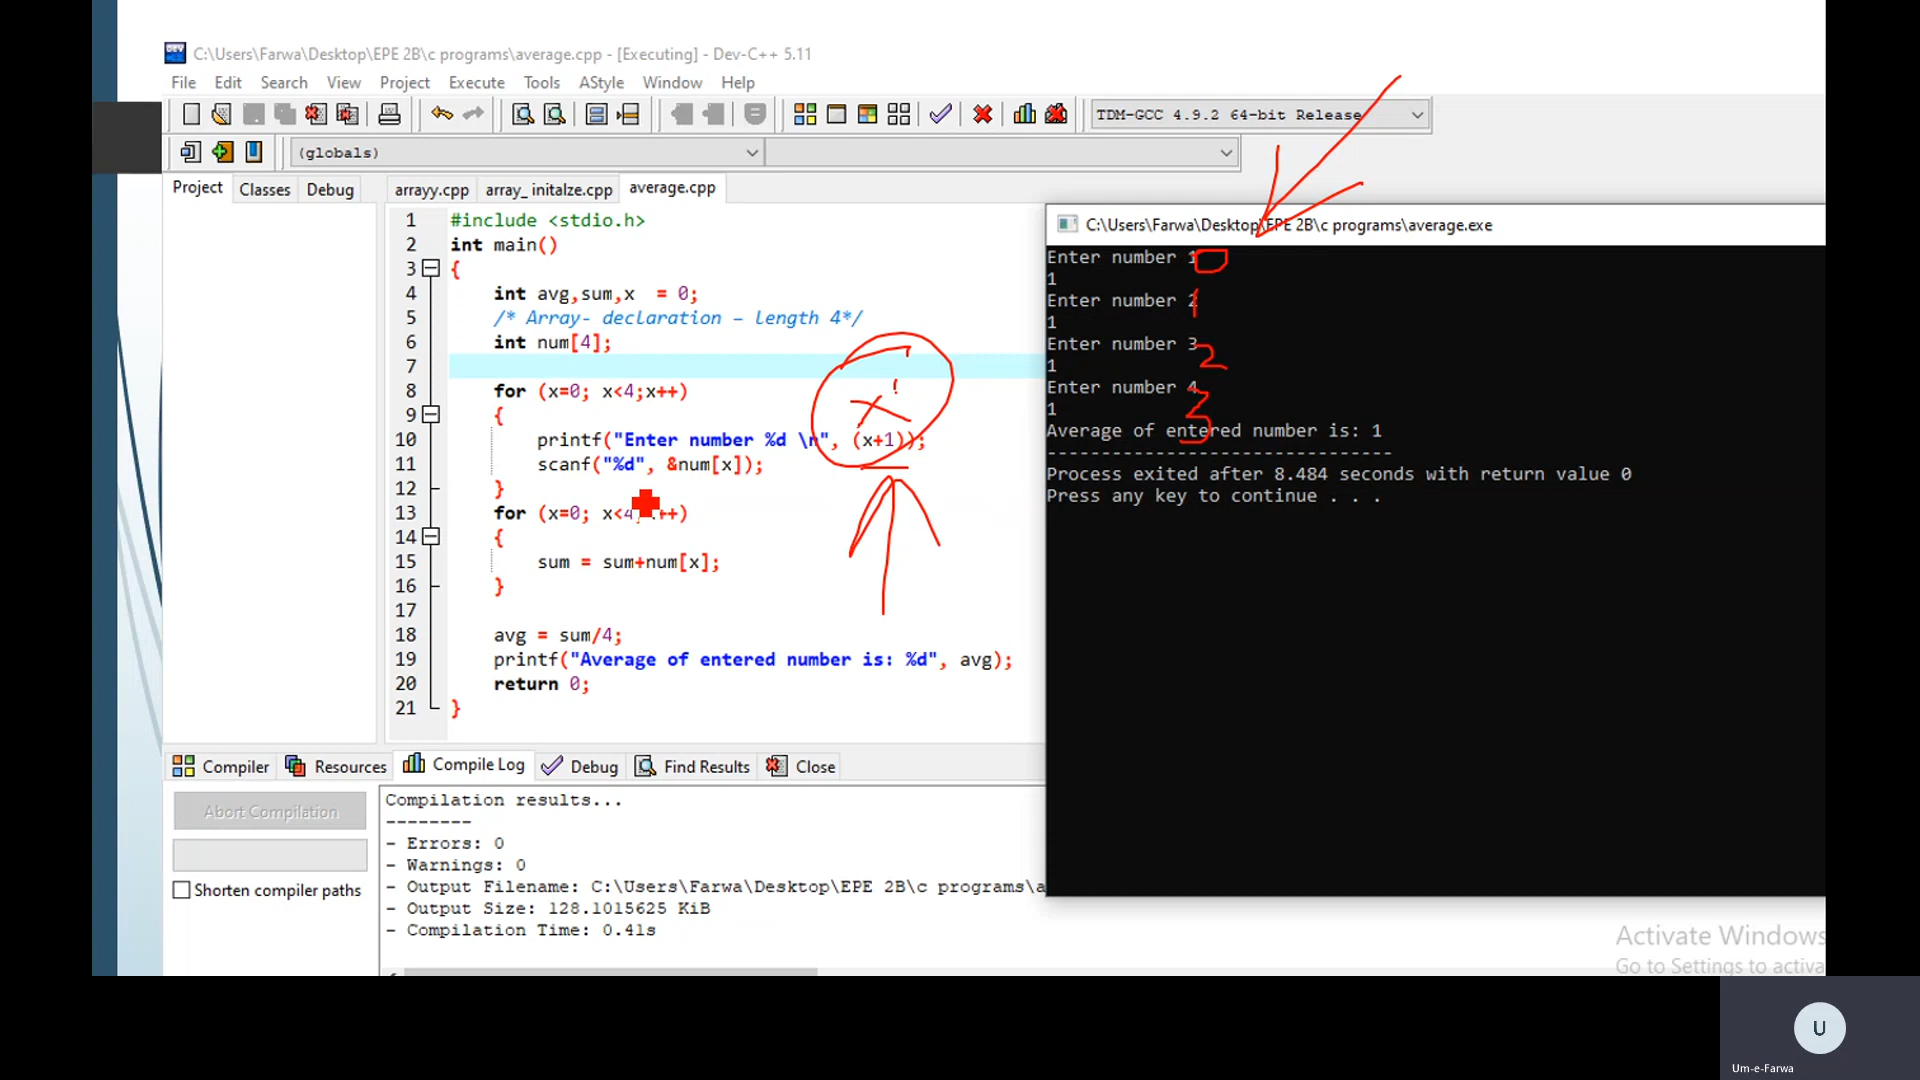 C:\Users\Farwa\Desktop\EPE 2B\c programs\average.cpp - [Executing] - Dev-C++ 5.11
File Edit Search View Project Execute Tools AStyle Window Help
TDM-GCC 4.9.2 64-bit Release
(globals)
Project Classes Debug arrayy.cpp array_ initalze.cpp average.cpp
1 #include <stdio.h>
2 int main()
3 {
4 int avg,sum,x = 0;
5 /* Array- declaration – length 4*/
6 int num[4];
7
8 for (x=0; x<4;x++)
9 {
10 printf("Enter number %d \n", (x+1));
11 scanf("%d", &num[x]);
12 }
13 for (x=0; x<4; ++)
14 {
15 sum = sum+num[x];
16 }
17
18 avg = sum/4;
19 printf("Average of entered number is: %d", avg);
20 return 0;
21 }
x
C:\Users\Farwa\Desktop\EPE 2B\c programs\average.exe
Enter number 1 0
1
Enter number 2 1
1
Enter number 3 2
1
Enter number 4 3
1
Average of entered number is: 1
--------------------------------
Process exited after 8.484 seconds with return value 0
Press any key to continue . . .
Compiler Resources Compile Log Debug Find Results Close
Abort Compilation
Shorten compiler paths
Compilation results...
--------
- Errors: 0
- Warnings: 0
- Output Filename: C:\Users\Farwa\Desktop\EPE 2B\c programs\a
- Output Size: 128.1015625 KiB
- Compilation Time: 0.41s
Activate Windows
Go to Settings to activa
U
Um-e-Farwa